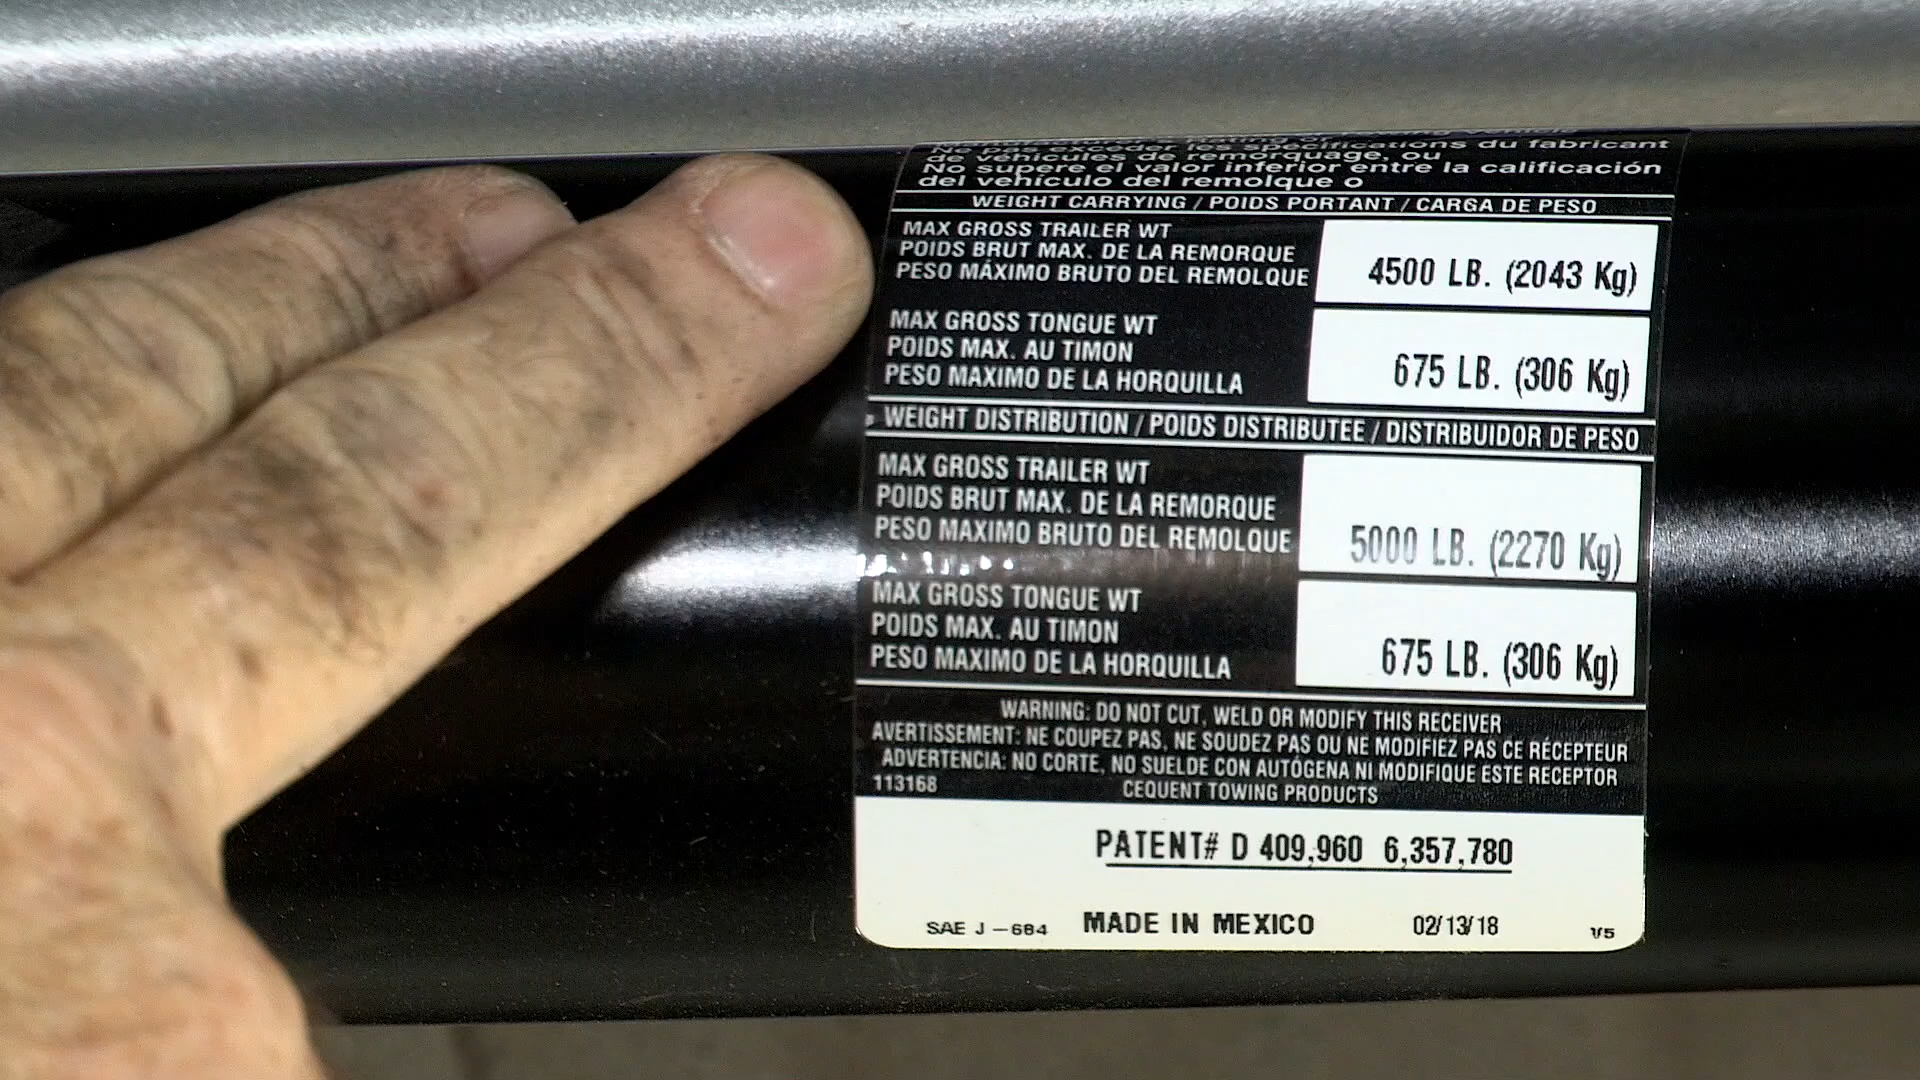 Ne pas excéder les spécifications du fabricant
de véhicules de remorquage, ou
No supere el valor inferior entre la calificación
del vehículo del remolque o
WEIGHT CARRYING / POIDS PORTANT / CARGA DE PESO
MAX GROSS TRAILER WT
POIDS BRUT MAX. DE LA REMORQUE
PESO MÁXIMO BRUTO DEL REMOLQUE
4500 LB. (2043 Kg)
MAX GROSS TONGUE WT
POIDS MAX. AU TIMON
PESO MAXIMO DE LA HORQUILLA
675 LB. (306 Kg)
WEIGHT DISTRIBUTION / POIDS DISTRIBUTEE / DISTRIBUIDOR DE PESO
MAX GROSS TRAILER WT
POIDS BRUT MAX. DE LA REMORQUE
PESO MAXIMO BRUTO DEL REMOLQUE
5000 LB. (2270 Kg)
MAX GROSS TONGUE WT
POIDS MAX. AU TIMON
PESO MAXIMO DE LA HORQUILLA
675 LB. (306 Kg)
WARNING: DO NOT CUT, WELD OR MODIFY THIS RECEIVER
AVERTISSEMENT: NE COUPEZ PAS, NE SOUDEZ PAS OU NE MODIFIEZ PAS CE RÉCEPTEUR
ADVERTENCIA: NO CORTE, NO SUELDE CON AUTÓGENA NI MODIFIQUE ESTE RECEPTOR
113168 CEQUENT TOWING PRODUCTS
PATENT# D 409,960 6,357,780
SAE J-684 MADE IN MEXICO 02/13/18 V5